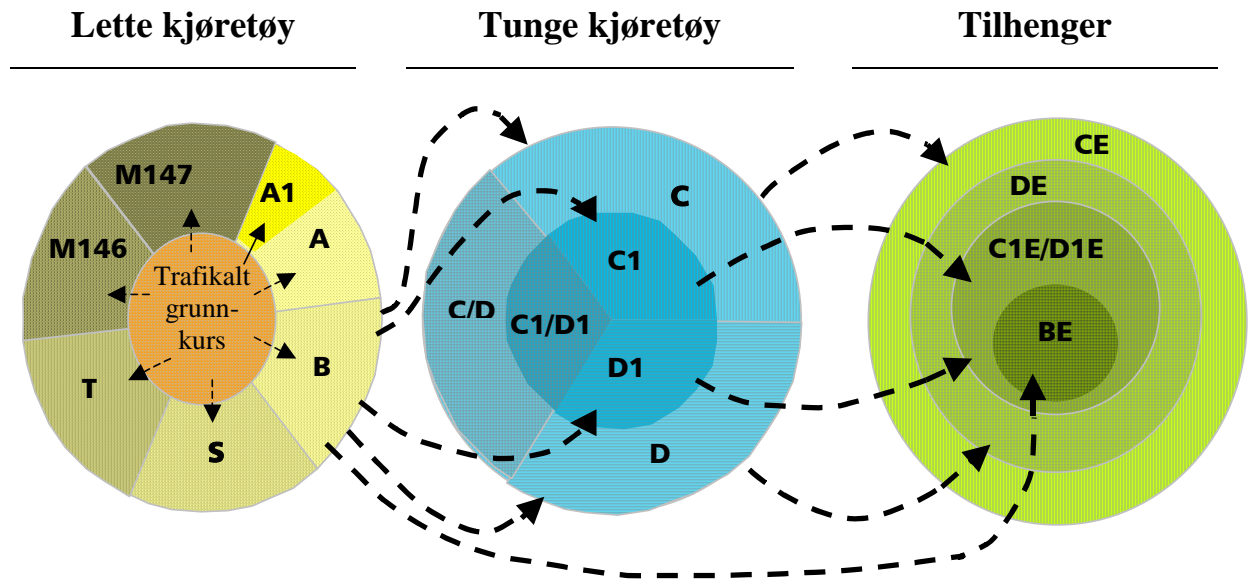 Lette kjøretøy
Tunge kjøretøy
Tilhenger
M147
A1
A
M146
Trafikalt
grunn-
kurs
B
T
S
C
C1
C/D
C1/D1
D1
D
CE
DE
C1E/D1E
BE